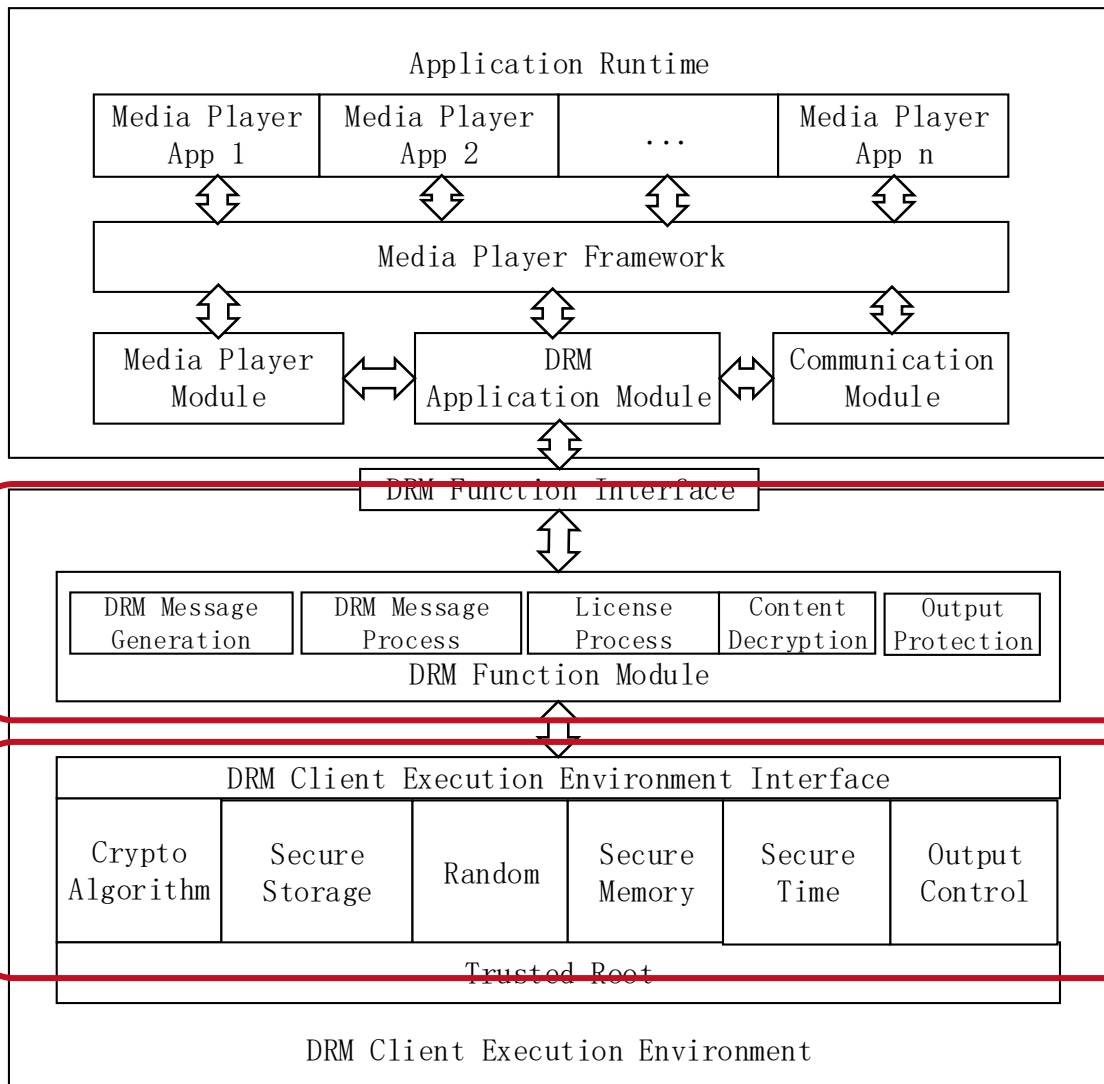 Application Runtime
Media Player App 1
Media Player App 2
...
Media Player App n
Media Player Framework
Media Player Module
DRM Application Module
Communication Module
DRM Function Interface
DRM Message Generation
DRM Message Process
License Process
Content Decryption
Output Protection
DRM Function Module
DRM Client Execution Environment Interface
Crypto Algorithm
Secure Storage
Random
Secure Memory
Secure Time
Output Control
Trusted Root
DRM Client Execution Environment